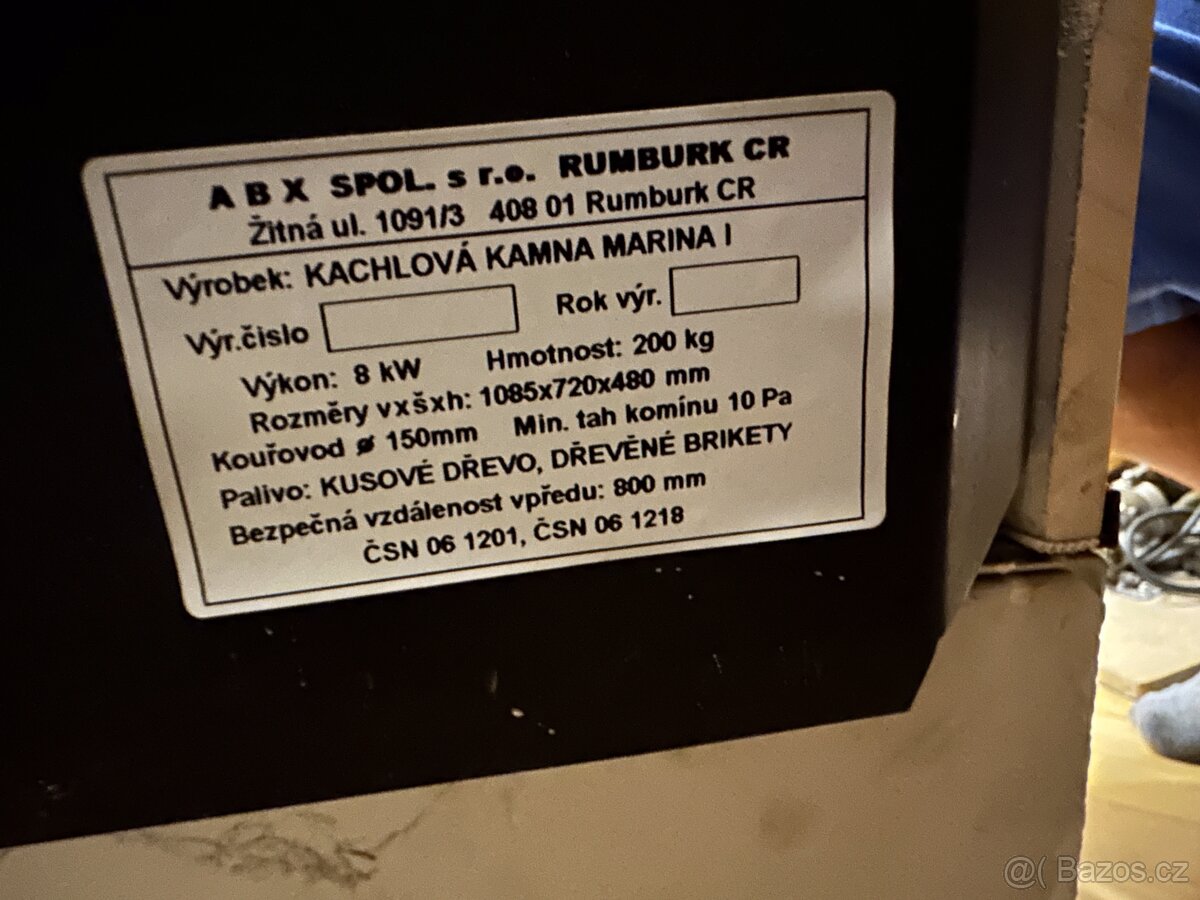 A B X SPOL. s r.o. RUMBURK CR
Žitná ul. 1091/3 408 01 Rumburk CR
Výrobek: KACHLOVÁ KAMNA MARINA I
Výr.čislo Rok výr.
Výkon: 8 kW Hmotnost: 200 kg
Rozměry vxšxh: 1085x720x480 mm
Kouřovod ø 150mm Min. tah komínu 10 Pa
Palivo: KUSOVÉ DŘEVO, DŘEVĚNÉ BRIKETY
Bezpečná vzdálenost vpředu: 800 mm
ČSN 06 1201, ČSN 06 1218
@( Bazos.cz